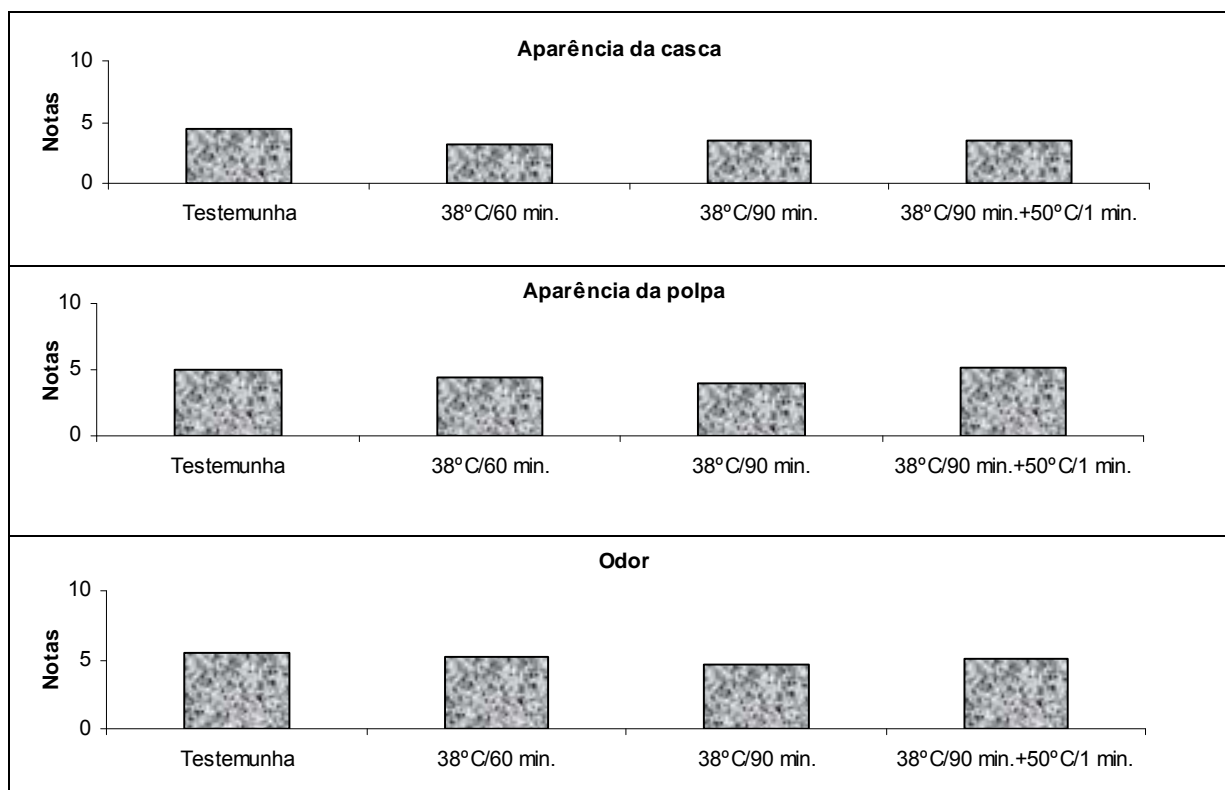 Aparência da casca
10
5
0
Notas
Testemunha 38ºC/60 min. 38ºC/90 min. 38ºC/90 min.+50ºC/1 min.
Aparência da polpa
10
5
0
Notas
Testemunha 38ºC/60 min. 38ºC/90 min. 38ºC/90 min.+50ºC/1 min.
Odor
10
5
0
Notas
Testemunha 38ºC/60 min. 38ºC/90 min. 38ºC/90 min.+50ºC/1 min.